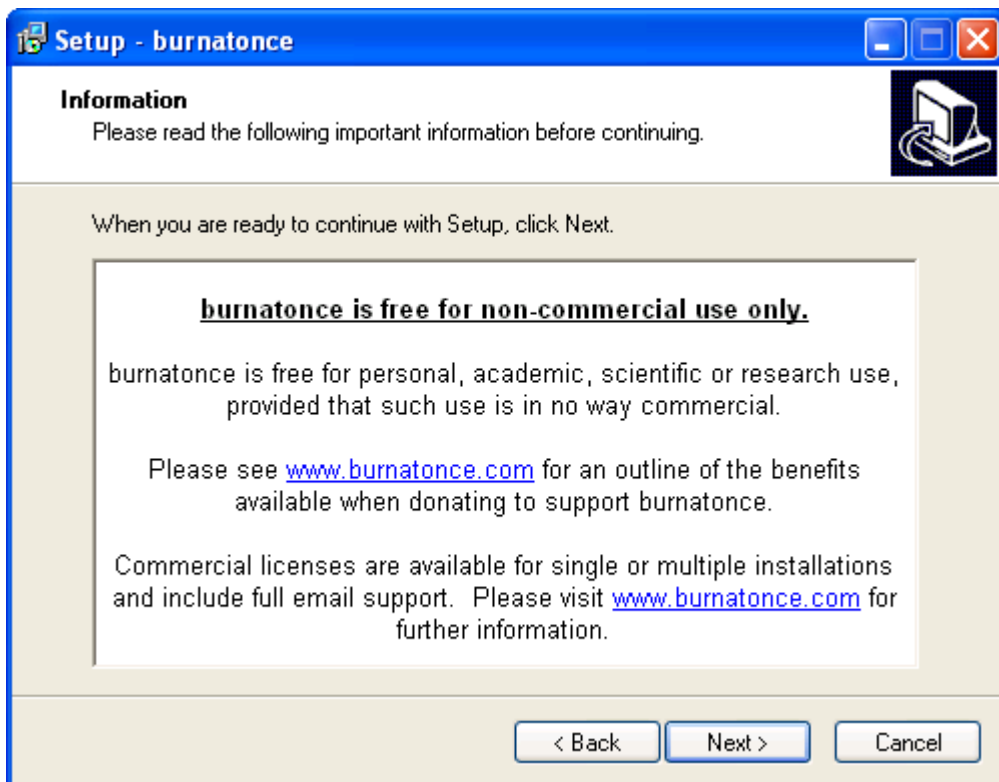 Setup - burnatonce
Information
Please read the following important information before continuing.
When you are ready to continue with Setup, click Next.
burnatonce is free for non-commercial use only.
burnatonce is free for personal, academic, scientific or research use,
provided that such use is in no way commercial.
Please see www.burnatonce.com for an outline of the benefits
available when donating to support burnatonce.
Commercial licenses are available for single or multiple installations
and include full email support.  Please visit www.burnatonce.com for
further information.
< Back
Next >
Cancel